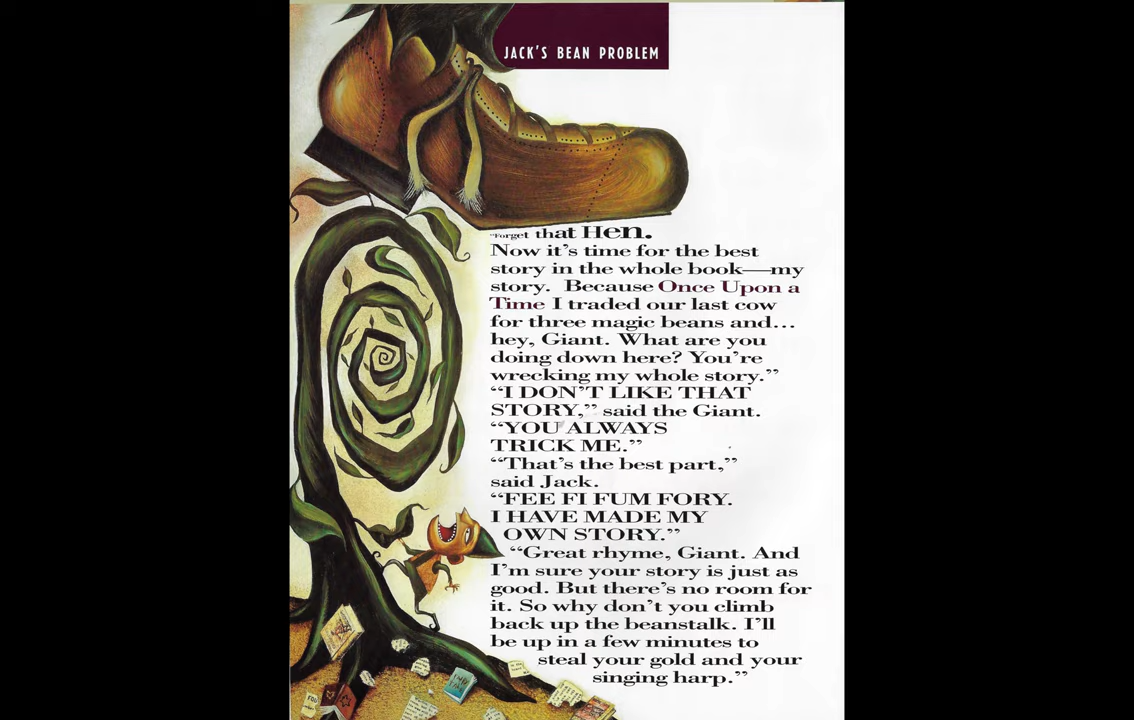 JACK'S BEAN PROBLEM
"Forget that Hen.
Now it's time for the best
story in the whole book—my
story. Because Once Upon a
Time I traded our last cow
for three magic beans and...
hey, Giant. What are you
doing down here? You're
wrecking my whole story."
"I DON'T LIKE THAT
STORY," said the Giant.
"YOU ALWAYS
TRICK ME."
"That's the best part,"
said Jack.
"FEE FI FUM FORY.
I HAVE MADE MY
OWN STORY."
"Great rhyme, Giant. And
I'm sure your story is just as
good. But there's no room for
it. So why don't you climb
back up the beanstalk. I'll
be up in a few minutes to
steal your gold and your
singing harp."